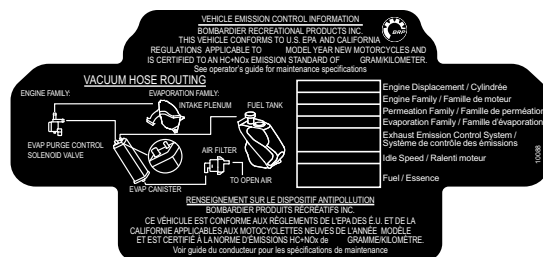 VEHICLE EMISSION CONTROL INFORMATION
BOMBARDIER RECREATIONAL PRODUCTS INC.
THIS VEHICLE CONFORMS TO U.S. EPA AND CALIFORNIA
REGULATIONS APPLICABLE TO MODEL YEAR NEW MOTORCYCLES AND
IS CERTIFIED TO AN HC+NOx EMISSION STANDARD OF GRAM/KILOMETER.
See operator's guide for maintenance specifications
BRP
VACUUM HOSE ROUTING
ENGINE FAMILY:
EVAPORATION FAMILY:
INTAKE PLENUM
FUEL TANK
EVAP PURGE CONTROL
SOLENOID VALVE
AIR FILTER
EVAP CANISTER
TO OPEN AIR
Engine Displacement / Cylindrée
Engine Family / Famille de moteur
Permeation Family / Famille de perméation
Evaporation Family / Famille d'évaporation
Exhaust Emission Control System /
Système de contrôle des émissions
Idle Speed / Ralenti moteur
Fuel / Essence
10088
RENSEIGNEMENT SUR LE DISPOSITIF ANTIPOLLUTION
BOMBARDIER PRODUITS RÉCRÉATIFS INC.
CE VÉHICULE EST CONFORME AUX RÈGLEMENTS DE L'EPA DES É.U. ET DE LA
CALIFORNIE APPLICABLES AUX MOTOCYCLETTES NEUVES DE L'ANNÉE MODÈLE
ET EST CERTIFIÉ À LA NORME D'ÉMISSIONS HC+NOx de GRAMME/KILOMÈTRE.
Voir guide du conducteur pour les spécifications de maintenance